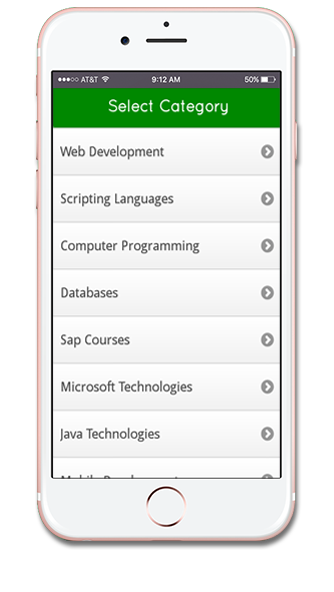 AT&T 9:12 AM 50%
Select Category
Web Development
Scripting Languages
Computer Programming
Databases
Sap Courses
Microsoft Technologies
Java Technologies